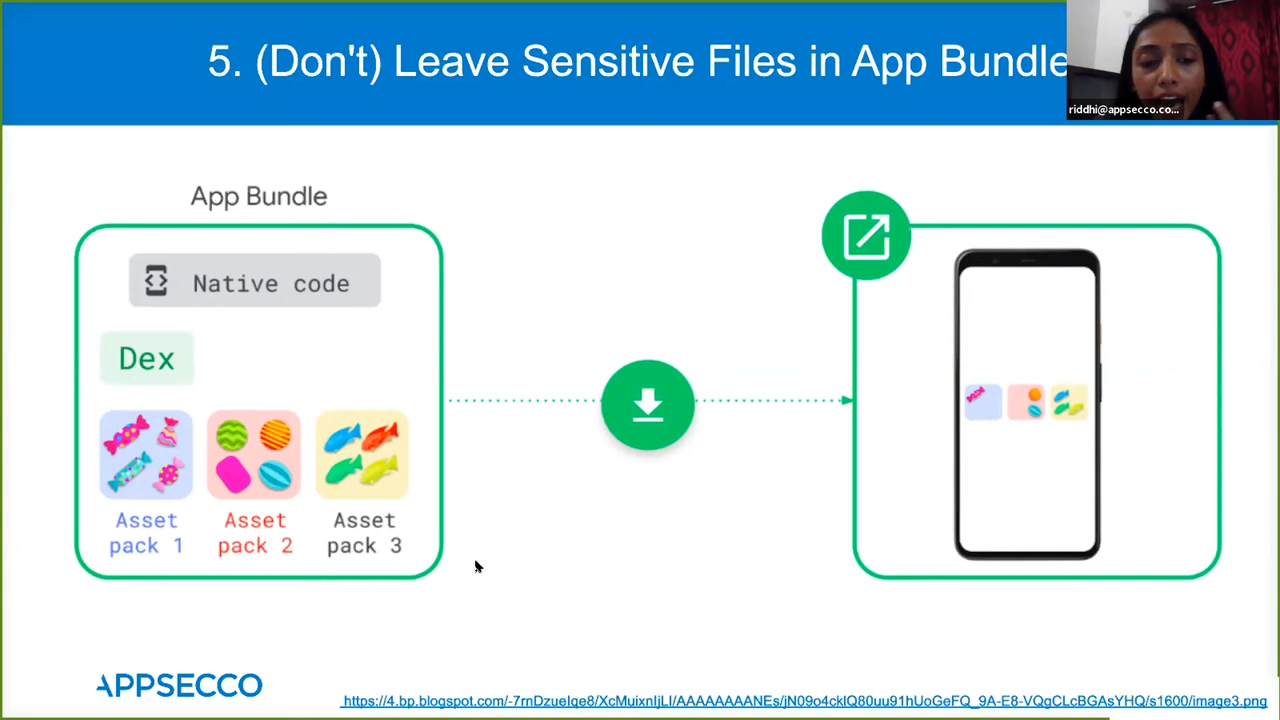 5. (Don't) Leave Sensitive Files in App Bundle
riddhi@appsecco.co...
App Bundle
Native code
Dex
Asset pack 1
Asset pack 2
Asset pack 3
APPSECCO
https://4.bp.blogspot.com/-7rnDzueIqe8/XcMuixnIjLI/AAAAAAAANEs/jN09o4ckIQ80uu91hUoGeFQ_9A-E8-VQgCLcBGAsYHQ/s1600/image3.png